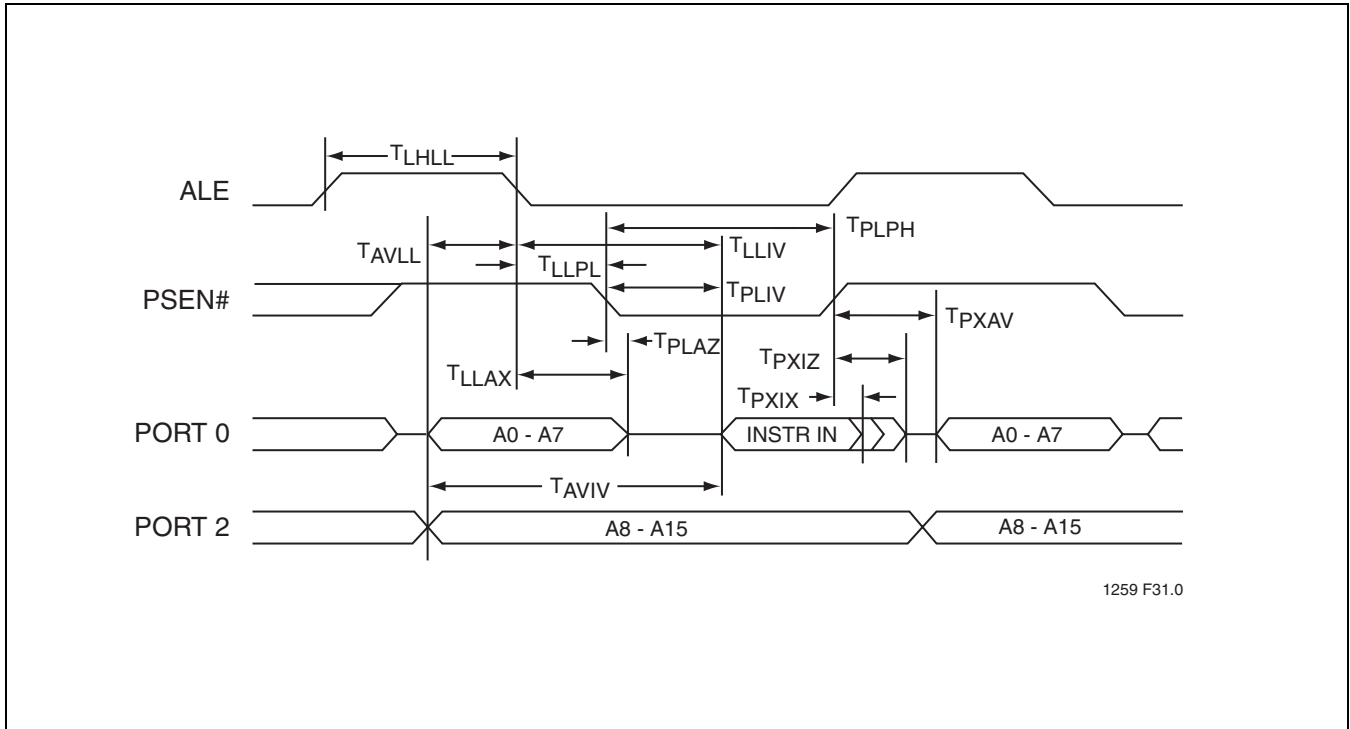 TLHLL
ALE
TPLPH
TAVLL
TLLIV
TLLPL
PSEN#
TPLIV
TPXAV
TPLAZ
TPXIZ
TLLAX
TPXIX
PORT 0
A0 - A7
INSTR IN
A0 - A7
TAVIV
PORT 2
A8 - A15
A8 - A15
1259 F31.0